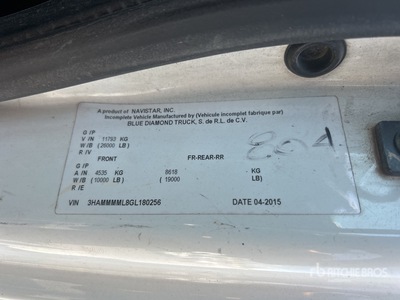 A product of NAVISTAR, INC.
Incomplete Vehicle Manufactured by (Vehicule incomplet fabrique par)
BLUE DIAMOND TRUCK, S. de R.L. de C.V.
G /P
V /N 11793 KG
W/B ( 26000 LB)
R /V
FRONT FR-REAR-RR
G /P
A /N 4535 KG 8618 KG
W/B ( 10000 LB) ( 19000 LB)
R /E
VIN 3HAMMMML8GL180256 DATE 04-2015
rbauction.com